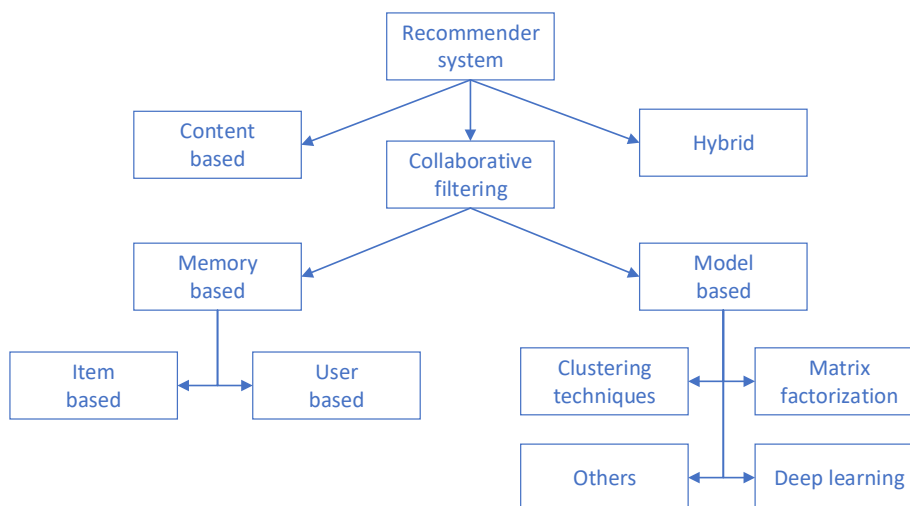 Recommender
system
Content
based
Collaborative
filtering
Hybrid
Memory
based
Model
based
Item
based
User
based
Clustering
techniques
Matrix
factorization
Others
Deep learning